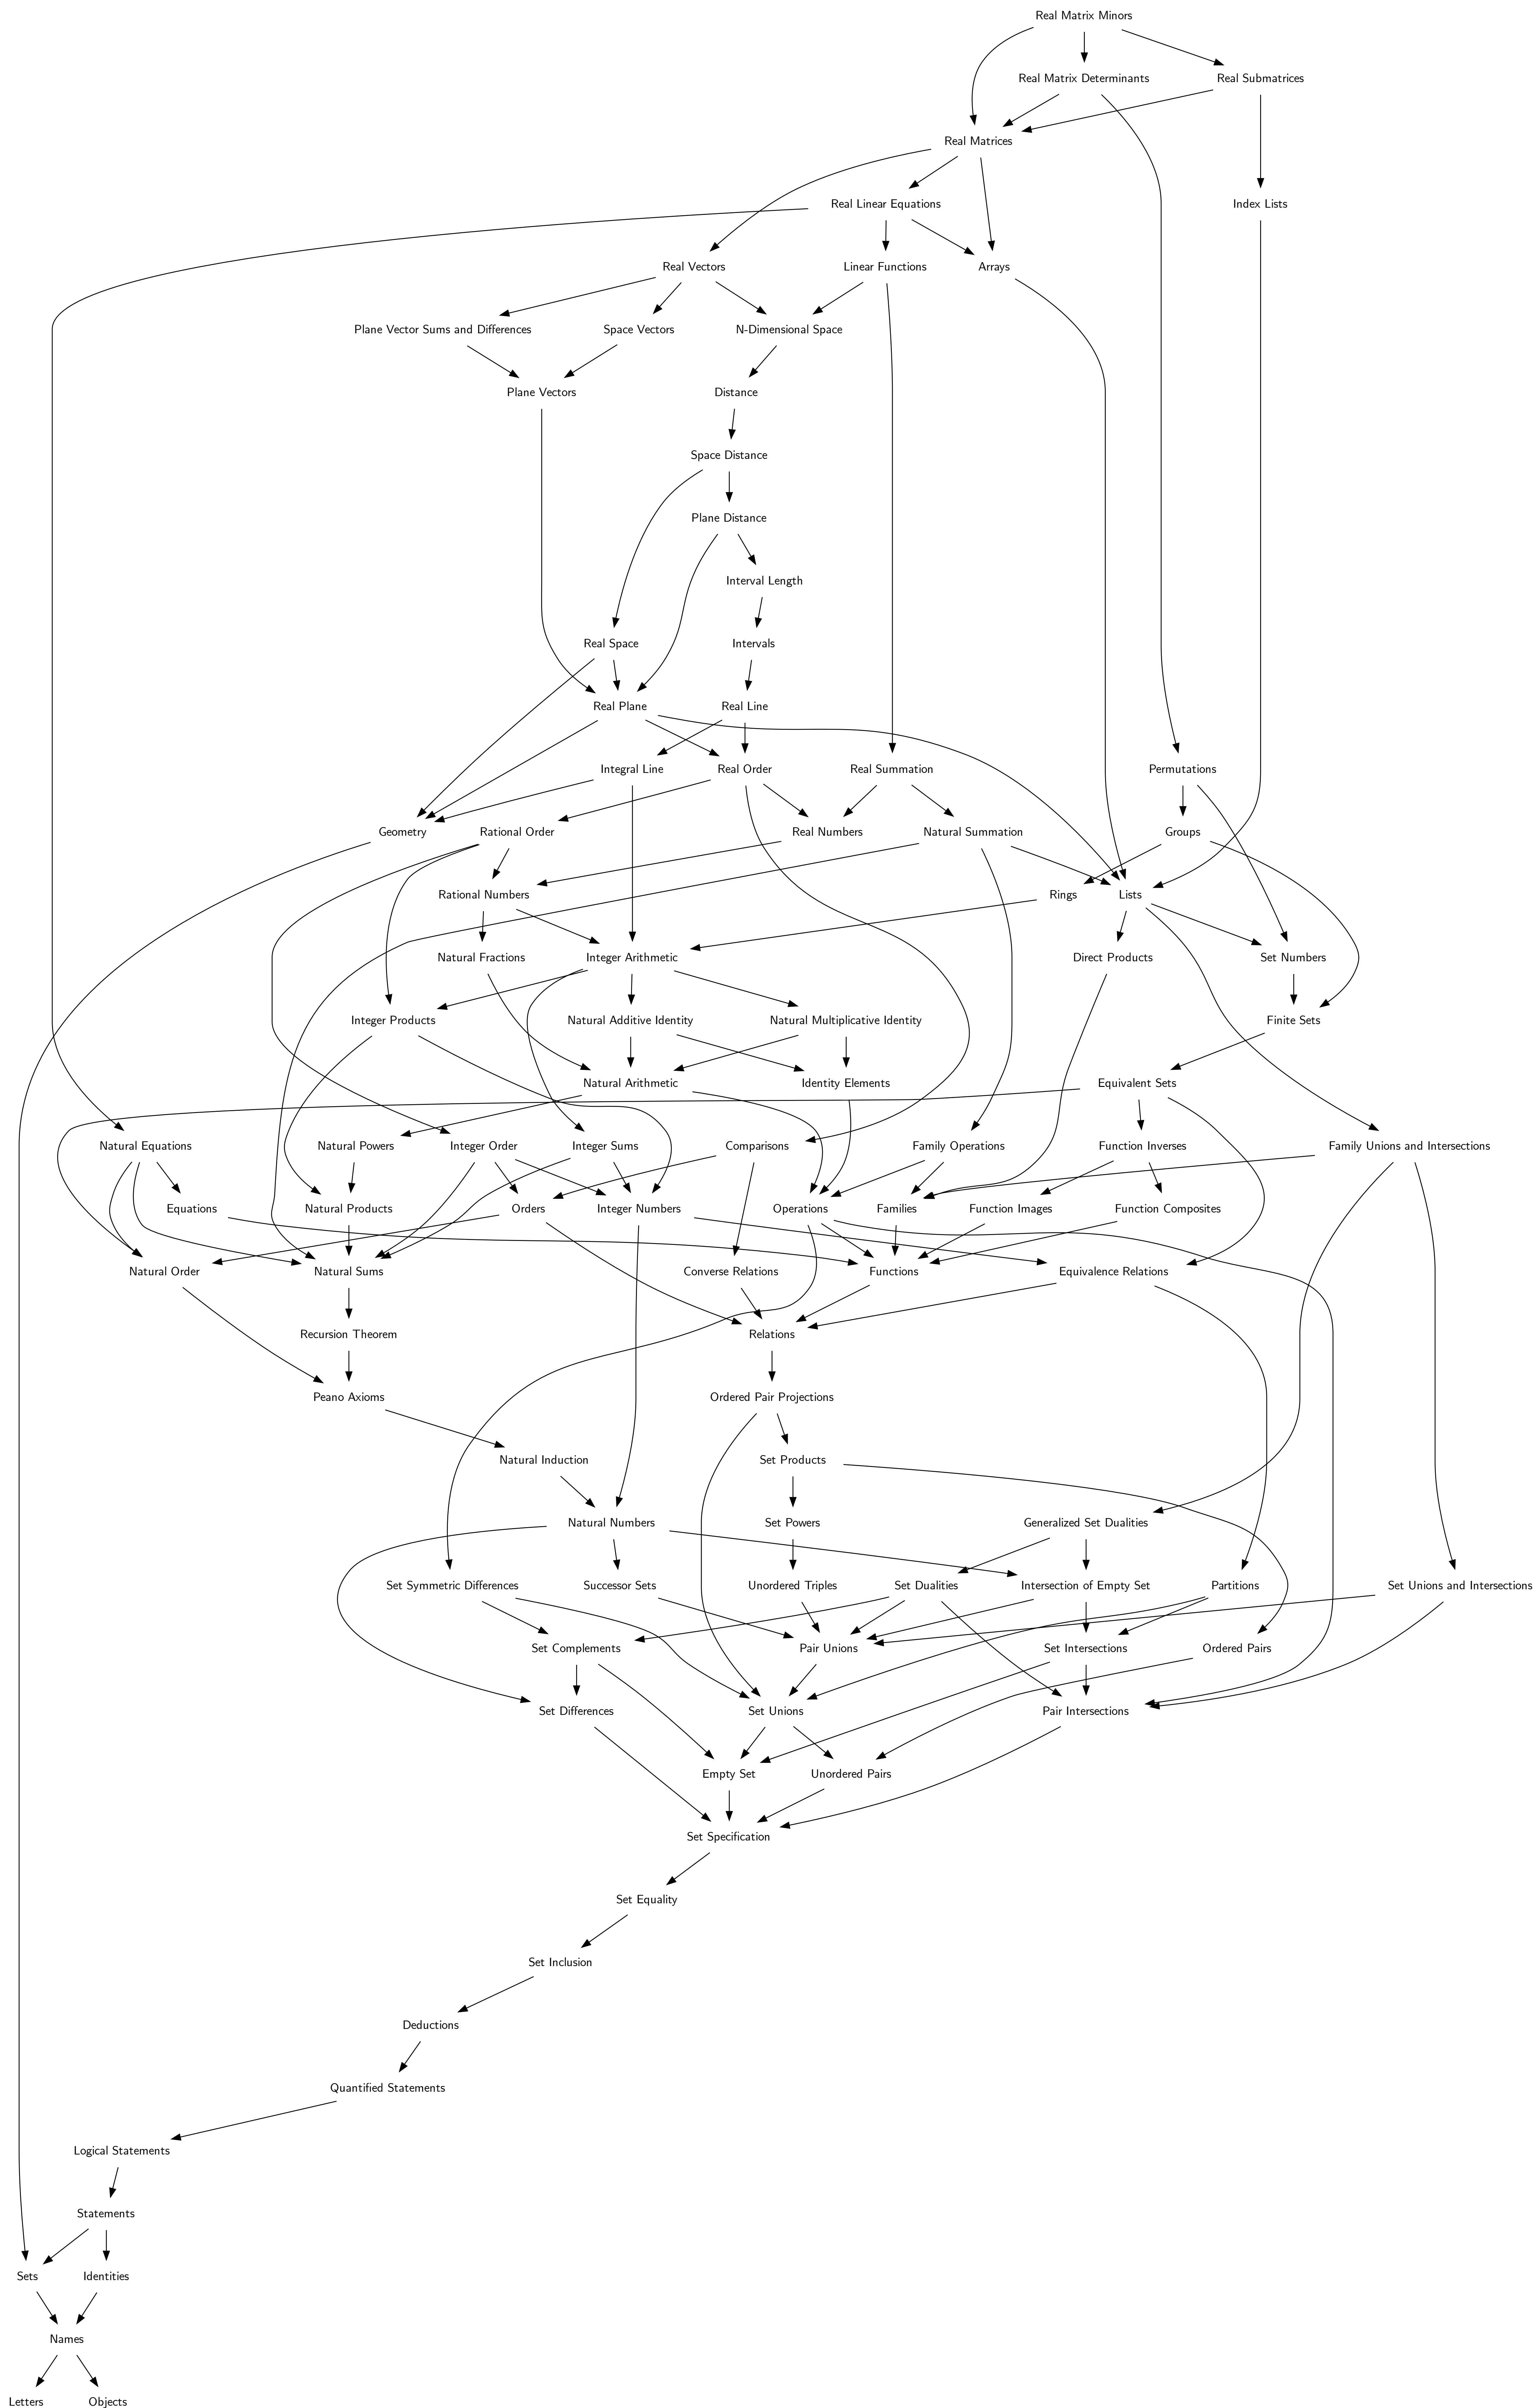 Real Matrix Minors
Real Matrix Determinants
Real Submatrices
Real Matrices
Real Linear Equations
Index Lists
Real Vectors
Linear Functions
Arrays
Plane Vector Sums and Differences
Space Vectors
N-Dimensional Space
Plane Vectors
Distance
Space Distance
Plane Distance
Interval Length
Real Space
Intervals
Real Plane
Real Line
Integral Line
Real Order
Real Summation
Permutations
Geometry
Rational Order
Real Numbers
Natural Summation
Groups
Rational Numbers
Rings
Lists
Natural Fractions
Integer Arithmetic
Direct Products
Set Numbers
Integer Products
Natural Additive Identity
Natural Multiplicative Identity
Finite Sets
Natural Arithmetic
Identity Elements
Equivalent Sets
Natural Equations
Natural Powers
Integer Order
Integer Sums
Comparisons
Family Operations
Function Inverses
Family Unions and Intersections
Equations
Natural Products
Orders
Integer Numbers
Operations
Families
Function Images
Function Composites
Natural Order
Natural Sums
Converse Relations
Functions
Equivalence Relations
Recursion Theorem
Relations
Peano Axioms
Ordered Pair Projections
Natural Induction
Set Products
Natural Numbers
Set Powers
Generalized Set Dualities
Set Symmetric Differences
Successor Sets
Unordered Triples
Set Dualities
Intersection of Empty Set
Partitions
Set Unions and Intersections
Set Complements
Pair Unions
Set Intersections
Ordered Pairs
Set Differences
Set Unions
Pair Intersections
Empty Set
Unordered Pairs
Set Specification
Set Equality
Set Inclusion
Deductions
Quantified Statements
Logical Statements
Statements
Sets
Identities
Names
Letters
Objects